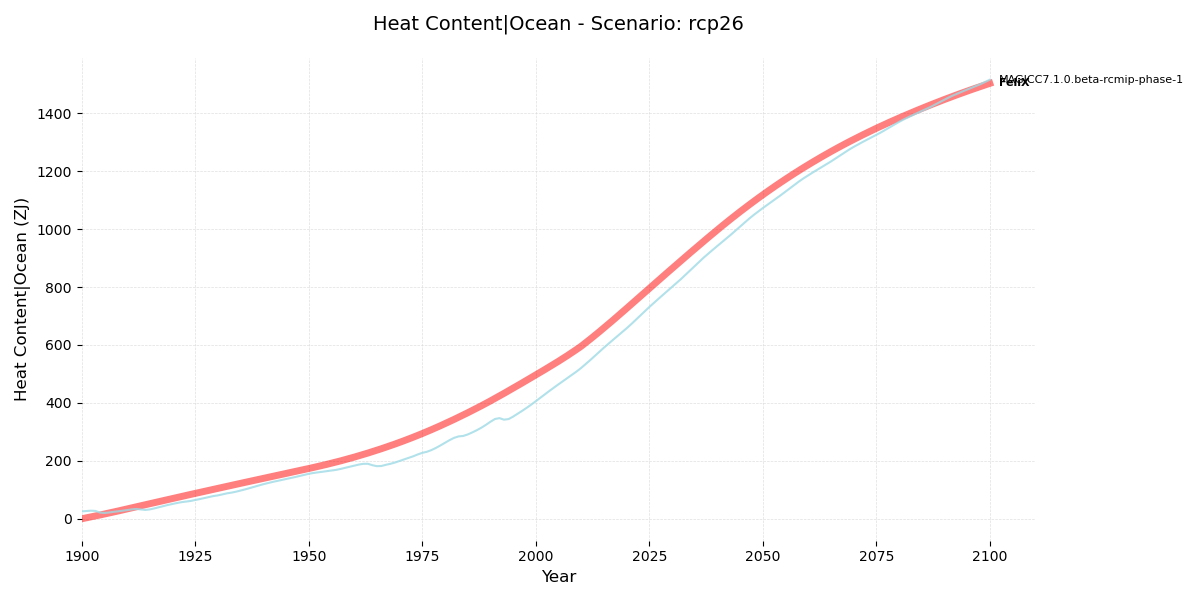 Heat Content|Ocean - Scenario: rcp26
MAGICC7.1.0.beta-rcmip-phase-1
FeliX
1400
1200
1000
800
600
400
200
0
Heat Content|Ocean (ZJ)
1900 1925 1950 1975 2000 2025 2050 2075 2100
Year